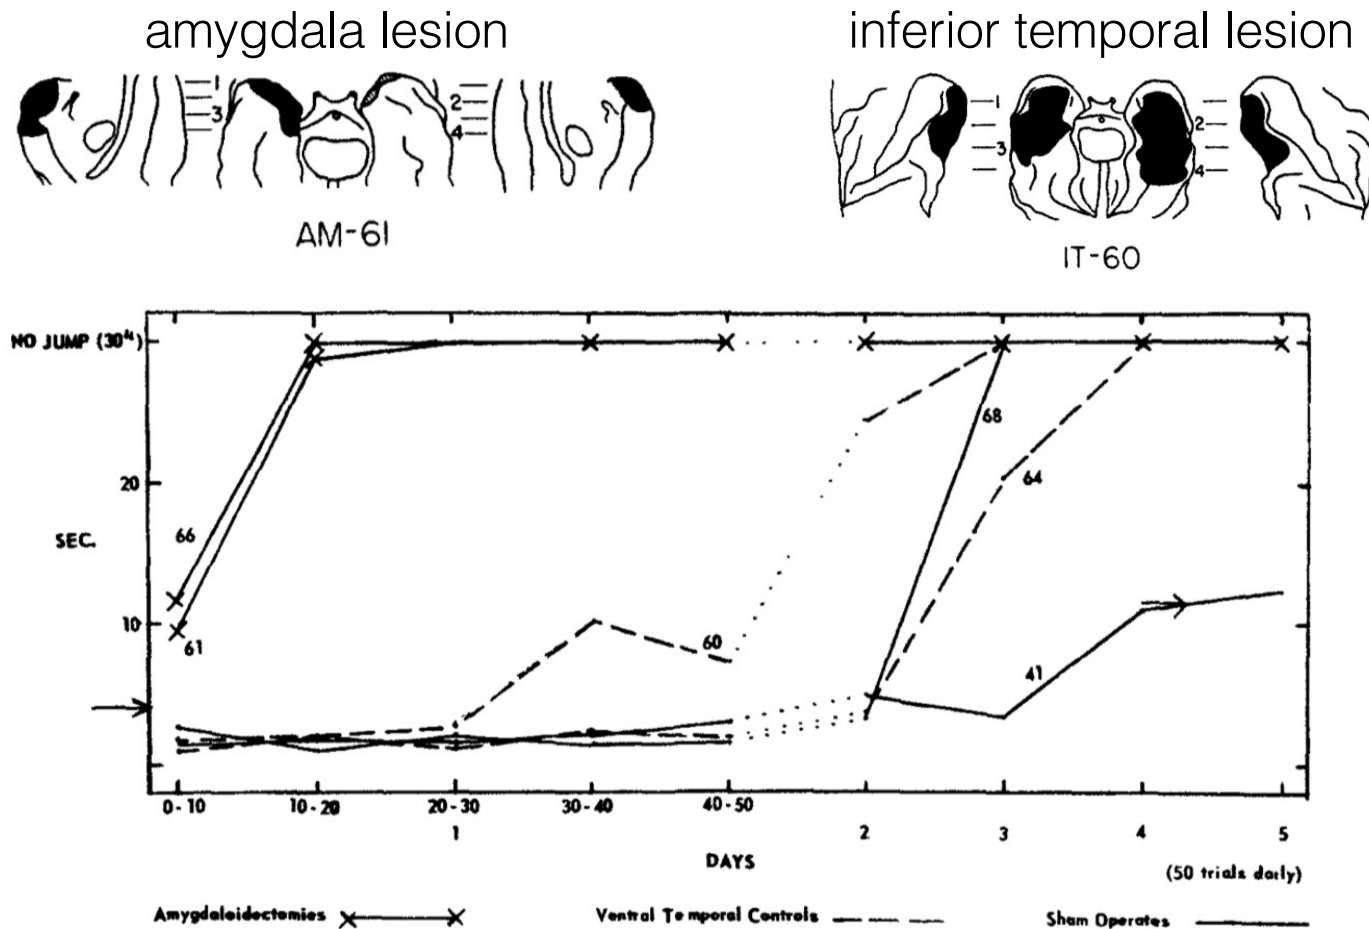 amygdala lesion
inferior temporal lesion
1
2
3
4
AM-61
1
2
3
4
IT-60
NO JUMP (30")
20
SEC.
10
66
61
60
68
64
41
0-10 10-20 20-30 30-40 40-50
1 2 3 4 5
DAYS
(50 trials daily)
Amygdaloidectomies Ventral Temporal Controls Sham Operates